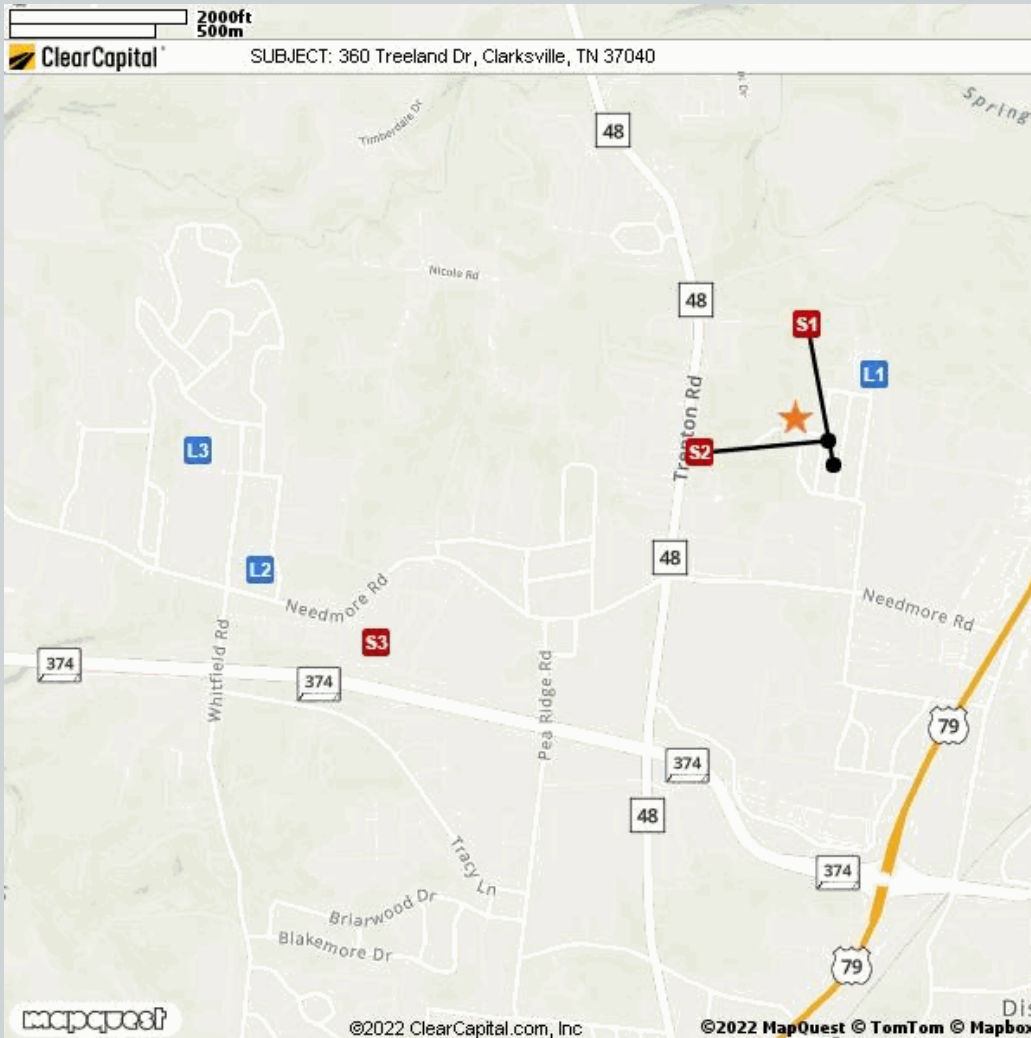 2000ft
500m
ClearCapital
SUBJECT: 360 Treeland Dr, Clarksville, TN 37040
Timberdale Dr
Dr
Spring
48
Nicole Rd
48
S1
L1
Trenton Rd
L3
S2
48
L2
Needmore Rd
Needmore Rd
S3
Whitfield Rd
374
374
Pea Ridge Rd
79
374
48
Tracy Ln
374
Briarwood Dr
Blakemore Dr
79
Dis
mapquest
©2022 ClearCapital.com, Inc
©2022 MapQuest © TomTom © Mapbox